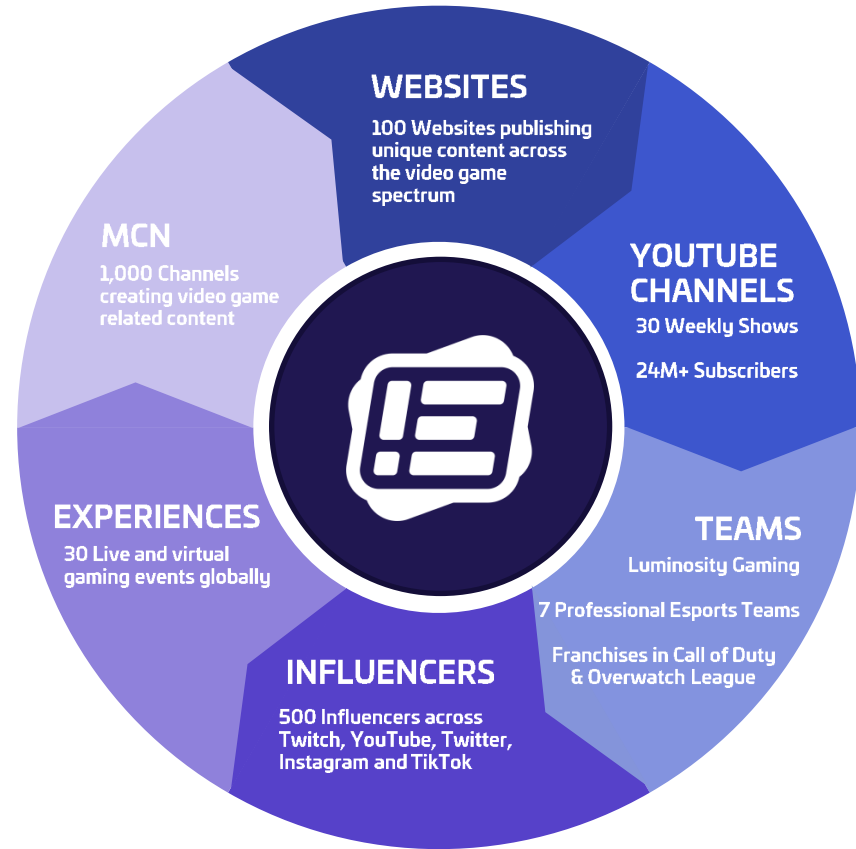 WEBSITES
100 Websites publishing
unique content across
the video game
spectrum
YOUTUBE
CHANNELS
30 Weekly Shows
24M+ Subscribers
TEAMS
Luminosity Gaming
7 Professional Esports Teams
Franchises in Call of Duty
& Overwatch League
INFLUENCERS
500 Influencers across
Twitch, YouTube, Twitter,
Instagram and TikTok
EXPERIENCES
30 Live and virtual
gaming events globally
MCN
1,000 Channels
creating video game
related content